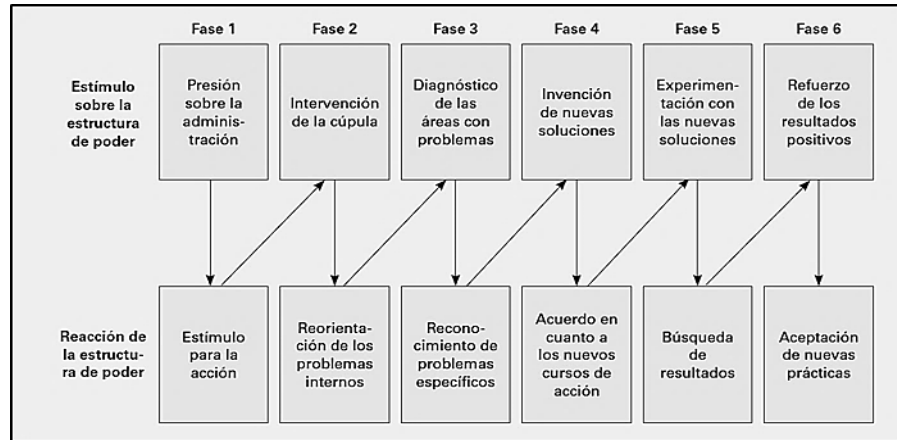 Fase 1
Fase 2
Fase 3
Fase 4
Fase 5
Fase 6
Estímulo
sobre la
estructura
de poder
Presión
sobre la
adminis-
tración
Intervención
de la cúpula
Diagnóstico
de las
áreas con
problemas
Invención
de nuevas
soluciones
Experimen-
tación con
las nuevas
soluciones
Refuerzo
de los
resultados
positivos
Reacción de
la estructu-
ra de poder
Estímulo
para la
acción
Reorienta-
ción de los
problemas
internos
Recono-
cimiento de
problemas
específicos
Acuerdo en
cuanto a
los nuevos
cursos de
acción
Búsqueda
de
resultados
Aceptación
de nuevas
prácticas